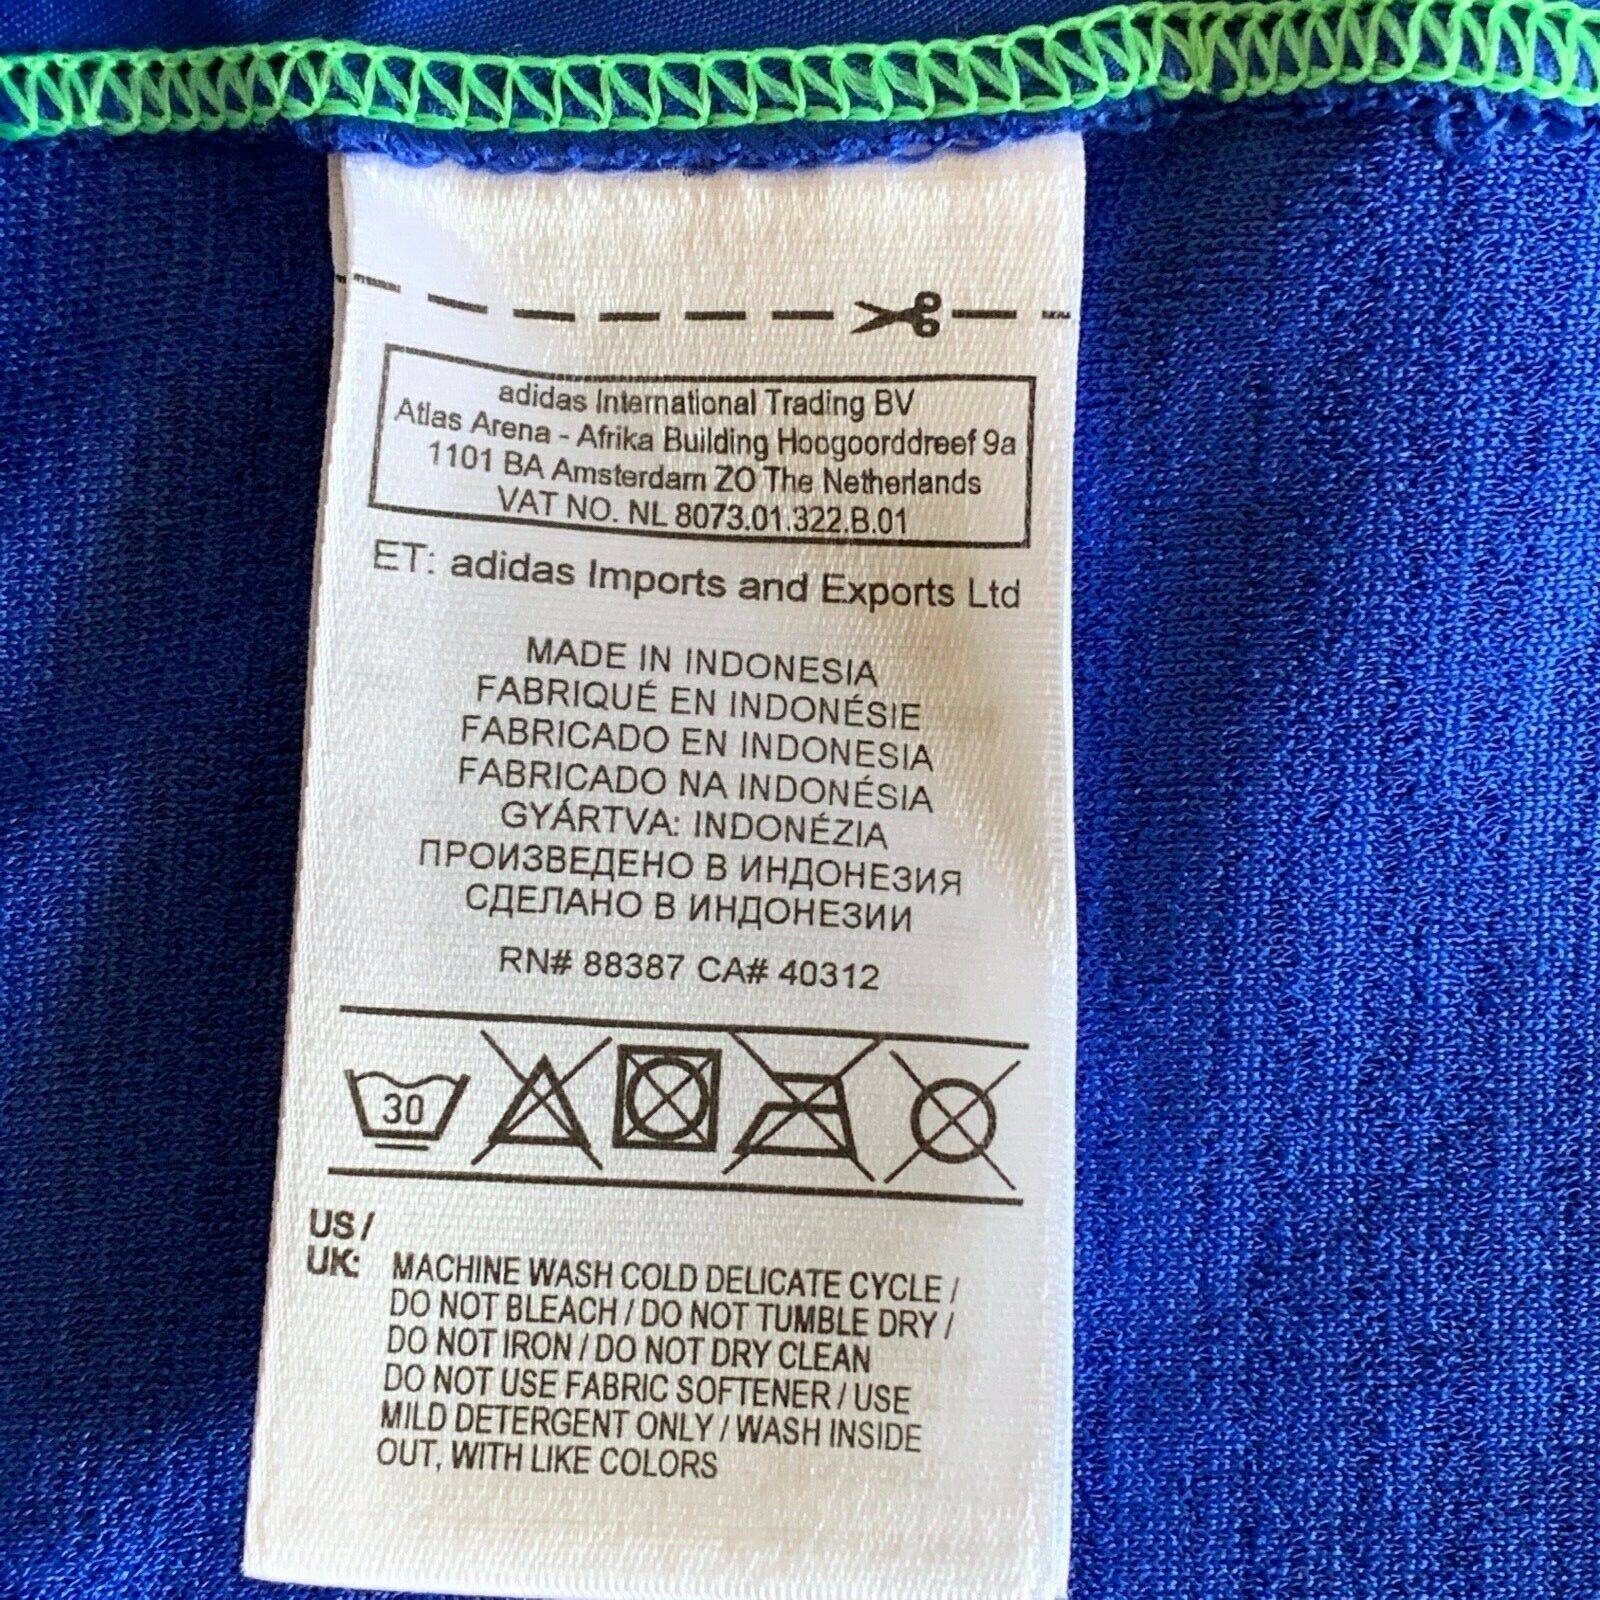 adidas International Trading BV
Atlas Arena - Afrika Building Hoogoorddreef 9a
1101 BA Amsterdam ZO The Netherlands
VAT NO. NL 8073.01.322.B.01
ET: adidas Imports and Exports Ltd
MADE IN INDONESIA
FABRIQUÉ EN INDONÉSIE
FABRICADO EN INDONESIA
FABRICADO NA INDONÉSIA
GYÁRTVA: INDONÉZIA
ПРОИЗВЕДЕНО В ИНДОНЕЗИЯ
СДЕЛАНО В ИНДОНЕЗИИ
RN# 88387 CA# 40312
30
US /
UK: MACHINE WASH COLD DELICATE CYCLE /
DO NOT BLEACH / DO NOT TUMBLE DRY /
DO NOT IRON / DO NOT DRY CLEAN
DO NOT USE FABRIC SOFTENER / USE
MILD DETERGENT ONLY / WASH INSIDE
OUT, WITH LIKE COLORS